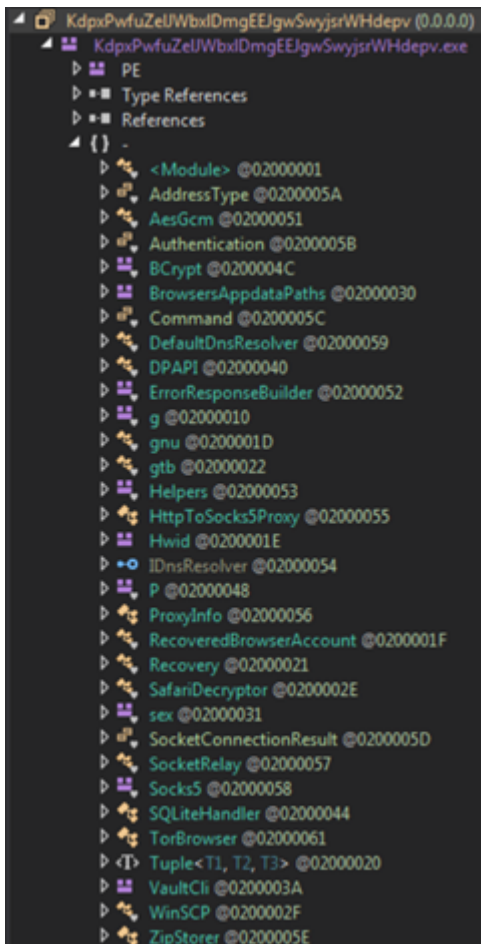 KdpxPwfuZeIJWbxIDmgEEJgwSwyjsrWHdepv (0.0.0.0)
KdpxPwfuZeIJWbxIDmgEEJgwSwyjsrWHdepv.exe
PE
Type References
References
{ } -
<Module> @02000001
AddressType @0200005A
AesGcm @02000051
Authentication @0200005B
BCrypt @0200004C
BrowsersAppdataPaths @02000030
Command @0200005C
DefaultDnsResolver @02000059
DPAPI @02000040
ErrorResponseBuilder @02000052
g @02000010
gnu @0200001D
gtb @02000022
Helpers @02000053
HttpToSocks5Proxy @02000055
Hwid @0200001E
IDnsResolver @02000054
P @02000048
ProxyInfo @02000056
RecoveredBrowserAccount @0200001F
Recovery @02000021
SafariDecryptor @0200002E
sex @02000031
SocketConnectionResult @0200005D
SocketRelay @02000057
Socks5 @02000058
SQLiteHandler @02000044
TorBrowser @02000061
<T> Tuple<T1, T2, T3> @02000020
VaultCli @0200003A
WinSCP @0200002F
ZipStorer @0200005E